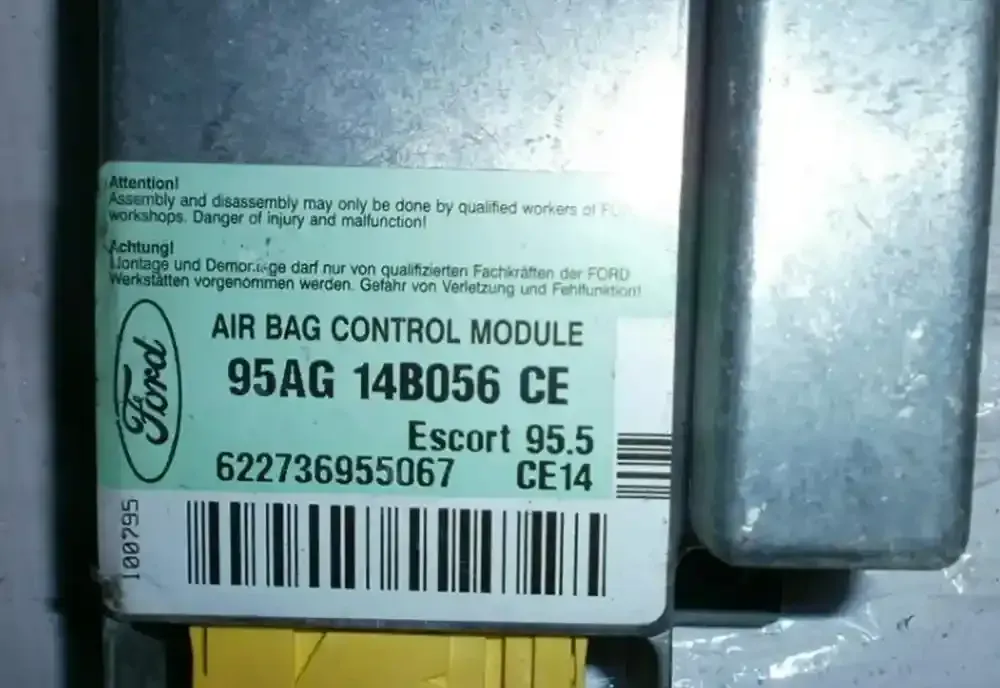 Attention!
Assembly and disassembly may only be done by qualified workers of
workshops. Danger of injury and malfunction!
Achtung!
Montage und Demontage darf nur von qualifizierten Fachkräften der FORD
Werkstätten vorgenommen werden. Gefahr von Verletzung und Fehlfunktion!
Ford
AIR BAG CONTROL MODULE
95AG 14B056 CE
Escort 95.5
622736955067 CE14
100795